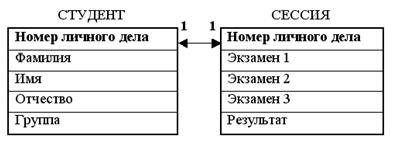 СТУДЕНТ
Номер личного дела
Фамилия
Имя
Отчество
Группа
1 1
СЕССИЯ
Номер личного дела
Экзамен 1
Экзамен 2
Экзамен 3
Результат